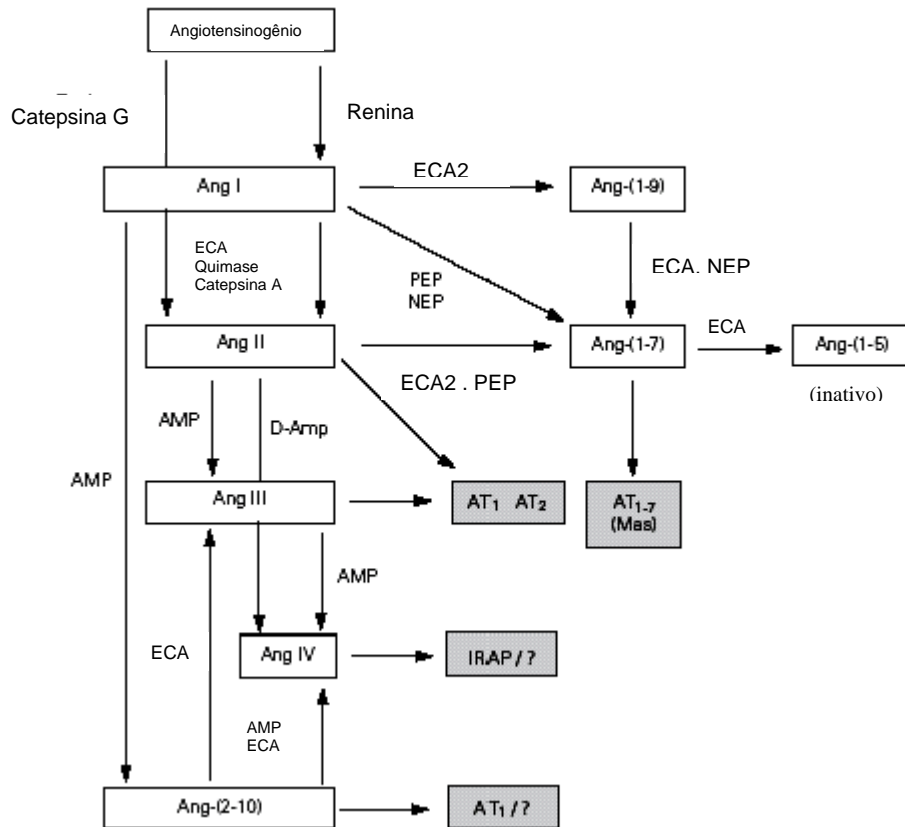 Angiotensinogênio
Catepsina G
Renina
Ang I
ECA2
Ang-(1-9)
ECA
Quimase
Catepsina A
PEP
NEP
ECA. NEP
Ang II
Ang-(1-7)
ECA
Ang-(1-5)
(inativo)
ECA2 . PEP
AMP
D-Amp
AMP
Ang III
AT1 AT2
AT1-7
(Mas)
AMP
ECA
Ang IV
IR.AP / ?
AMP
ECA
Ang-(2-10)
AT1 / ?